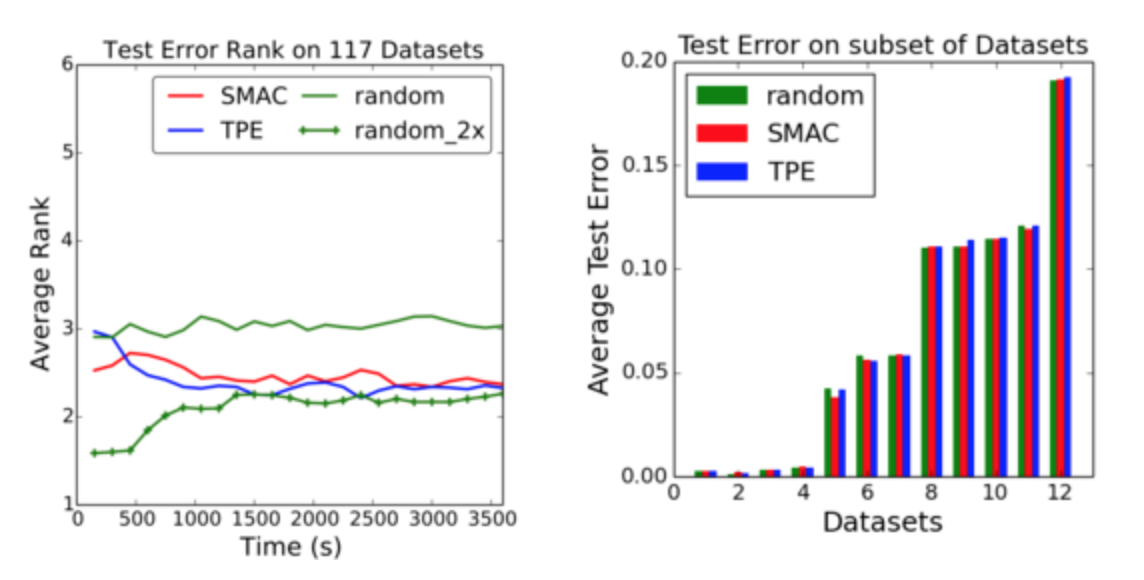 Test Error Rank on 117 Datasets
6
5
4
3
2
1
SMAC random
TPE random_2x
Average Rank
0 500 1000 1500 2000 2500 3000 3500
Time (s)
Test Error on subset of Datasets
0.20
0.15
0.10
0.05
0.00
random
SMAC
TPE
Average Test Error
0 2 4 6 8 10 12
Datasets